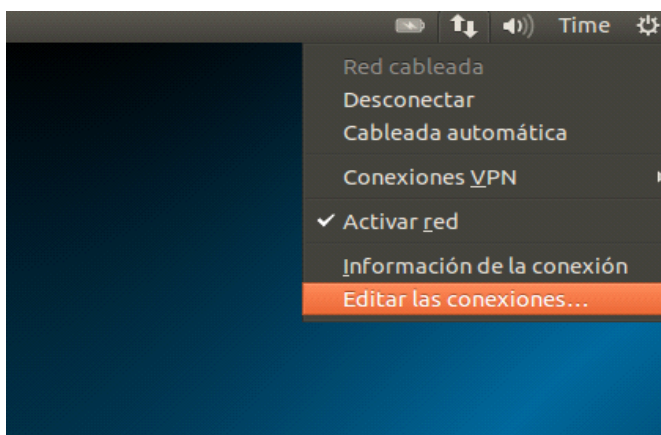 Time
Red cableada
Desconectar
Cableada automática
Conexiones VPN
Activar red
Información de la conexión
Editar las conexiones...